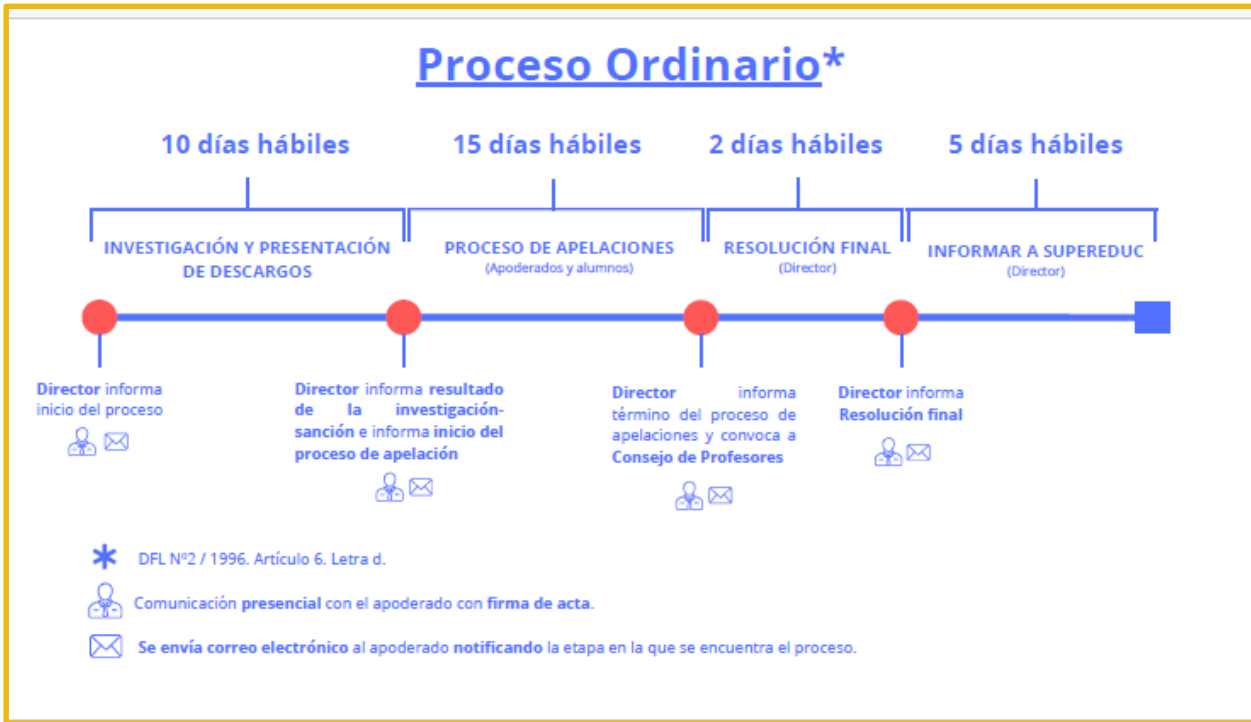 Proceso Ordinario*
10 días hábiles
15 días hábiles
2 días hábiles
5 días hábiles
INVESTIGACIÓN Y PRESENTACIÓN
DE DESCARGOS
PROCESO DE APELACIONES
(Apoderados y alumnos)
RESOLUCIÓN FINAL
(Director)
INFORMAR A SUPEREDUC
(Director)
Director informa
inicio del proceso
Director informa resultado
de la investigación-
sanción e informa inicio del
proceso de apelación
Director informa
término del proceso de
apelaciones y convoca a
Consejo de Profesores
Director informa
Resolución final
* DFL Nº2 / 1996. Artículo 6. Letra d.
Comunicación presencial con el apoderado con firma de acta.
Se envía correo electrónico al apoderado notificando la etapa en la que se encuentra el proceso.